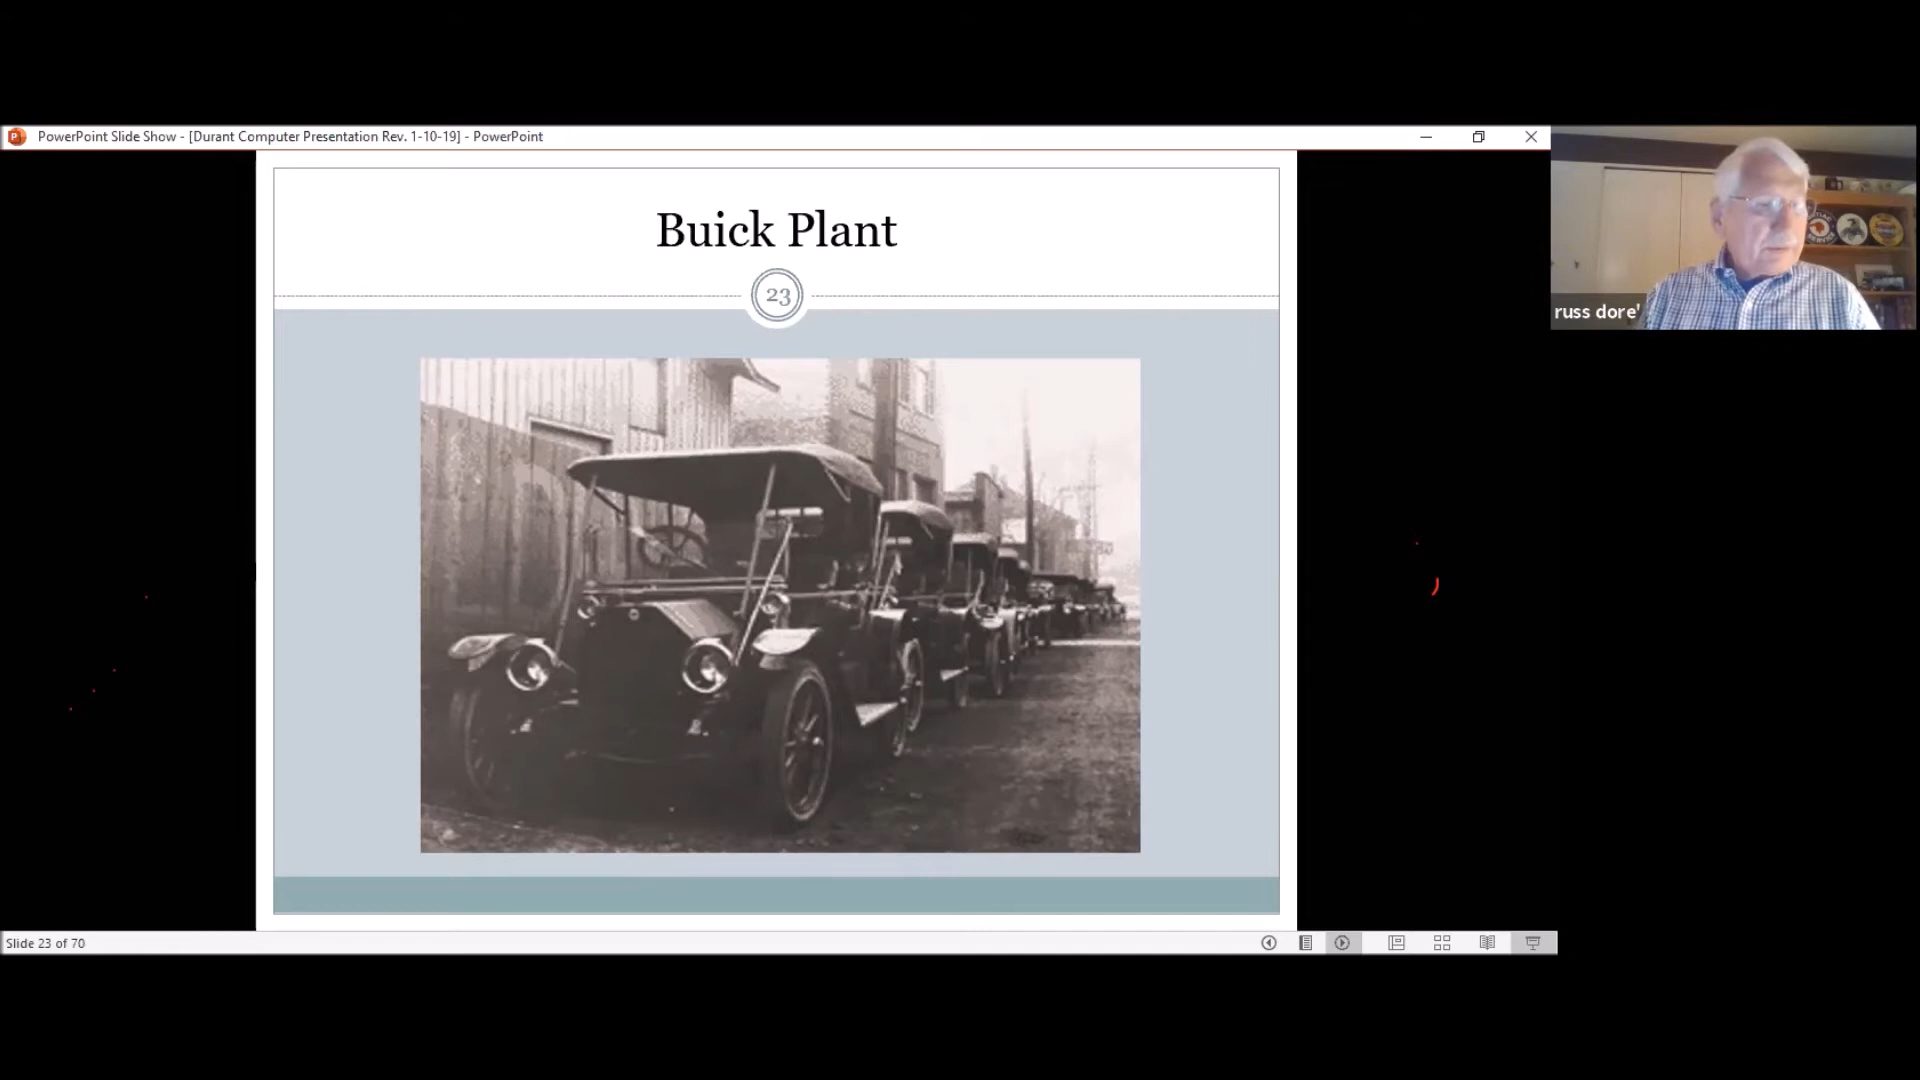 PowerPoint Slide Show - [Durant Computer Presentation Rev. 1-10-19] - PowerPoint
Buick Plant
23
russ dore'
SERVICE
Slide 23 of 70